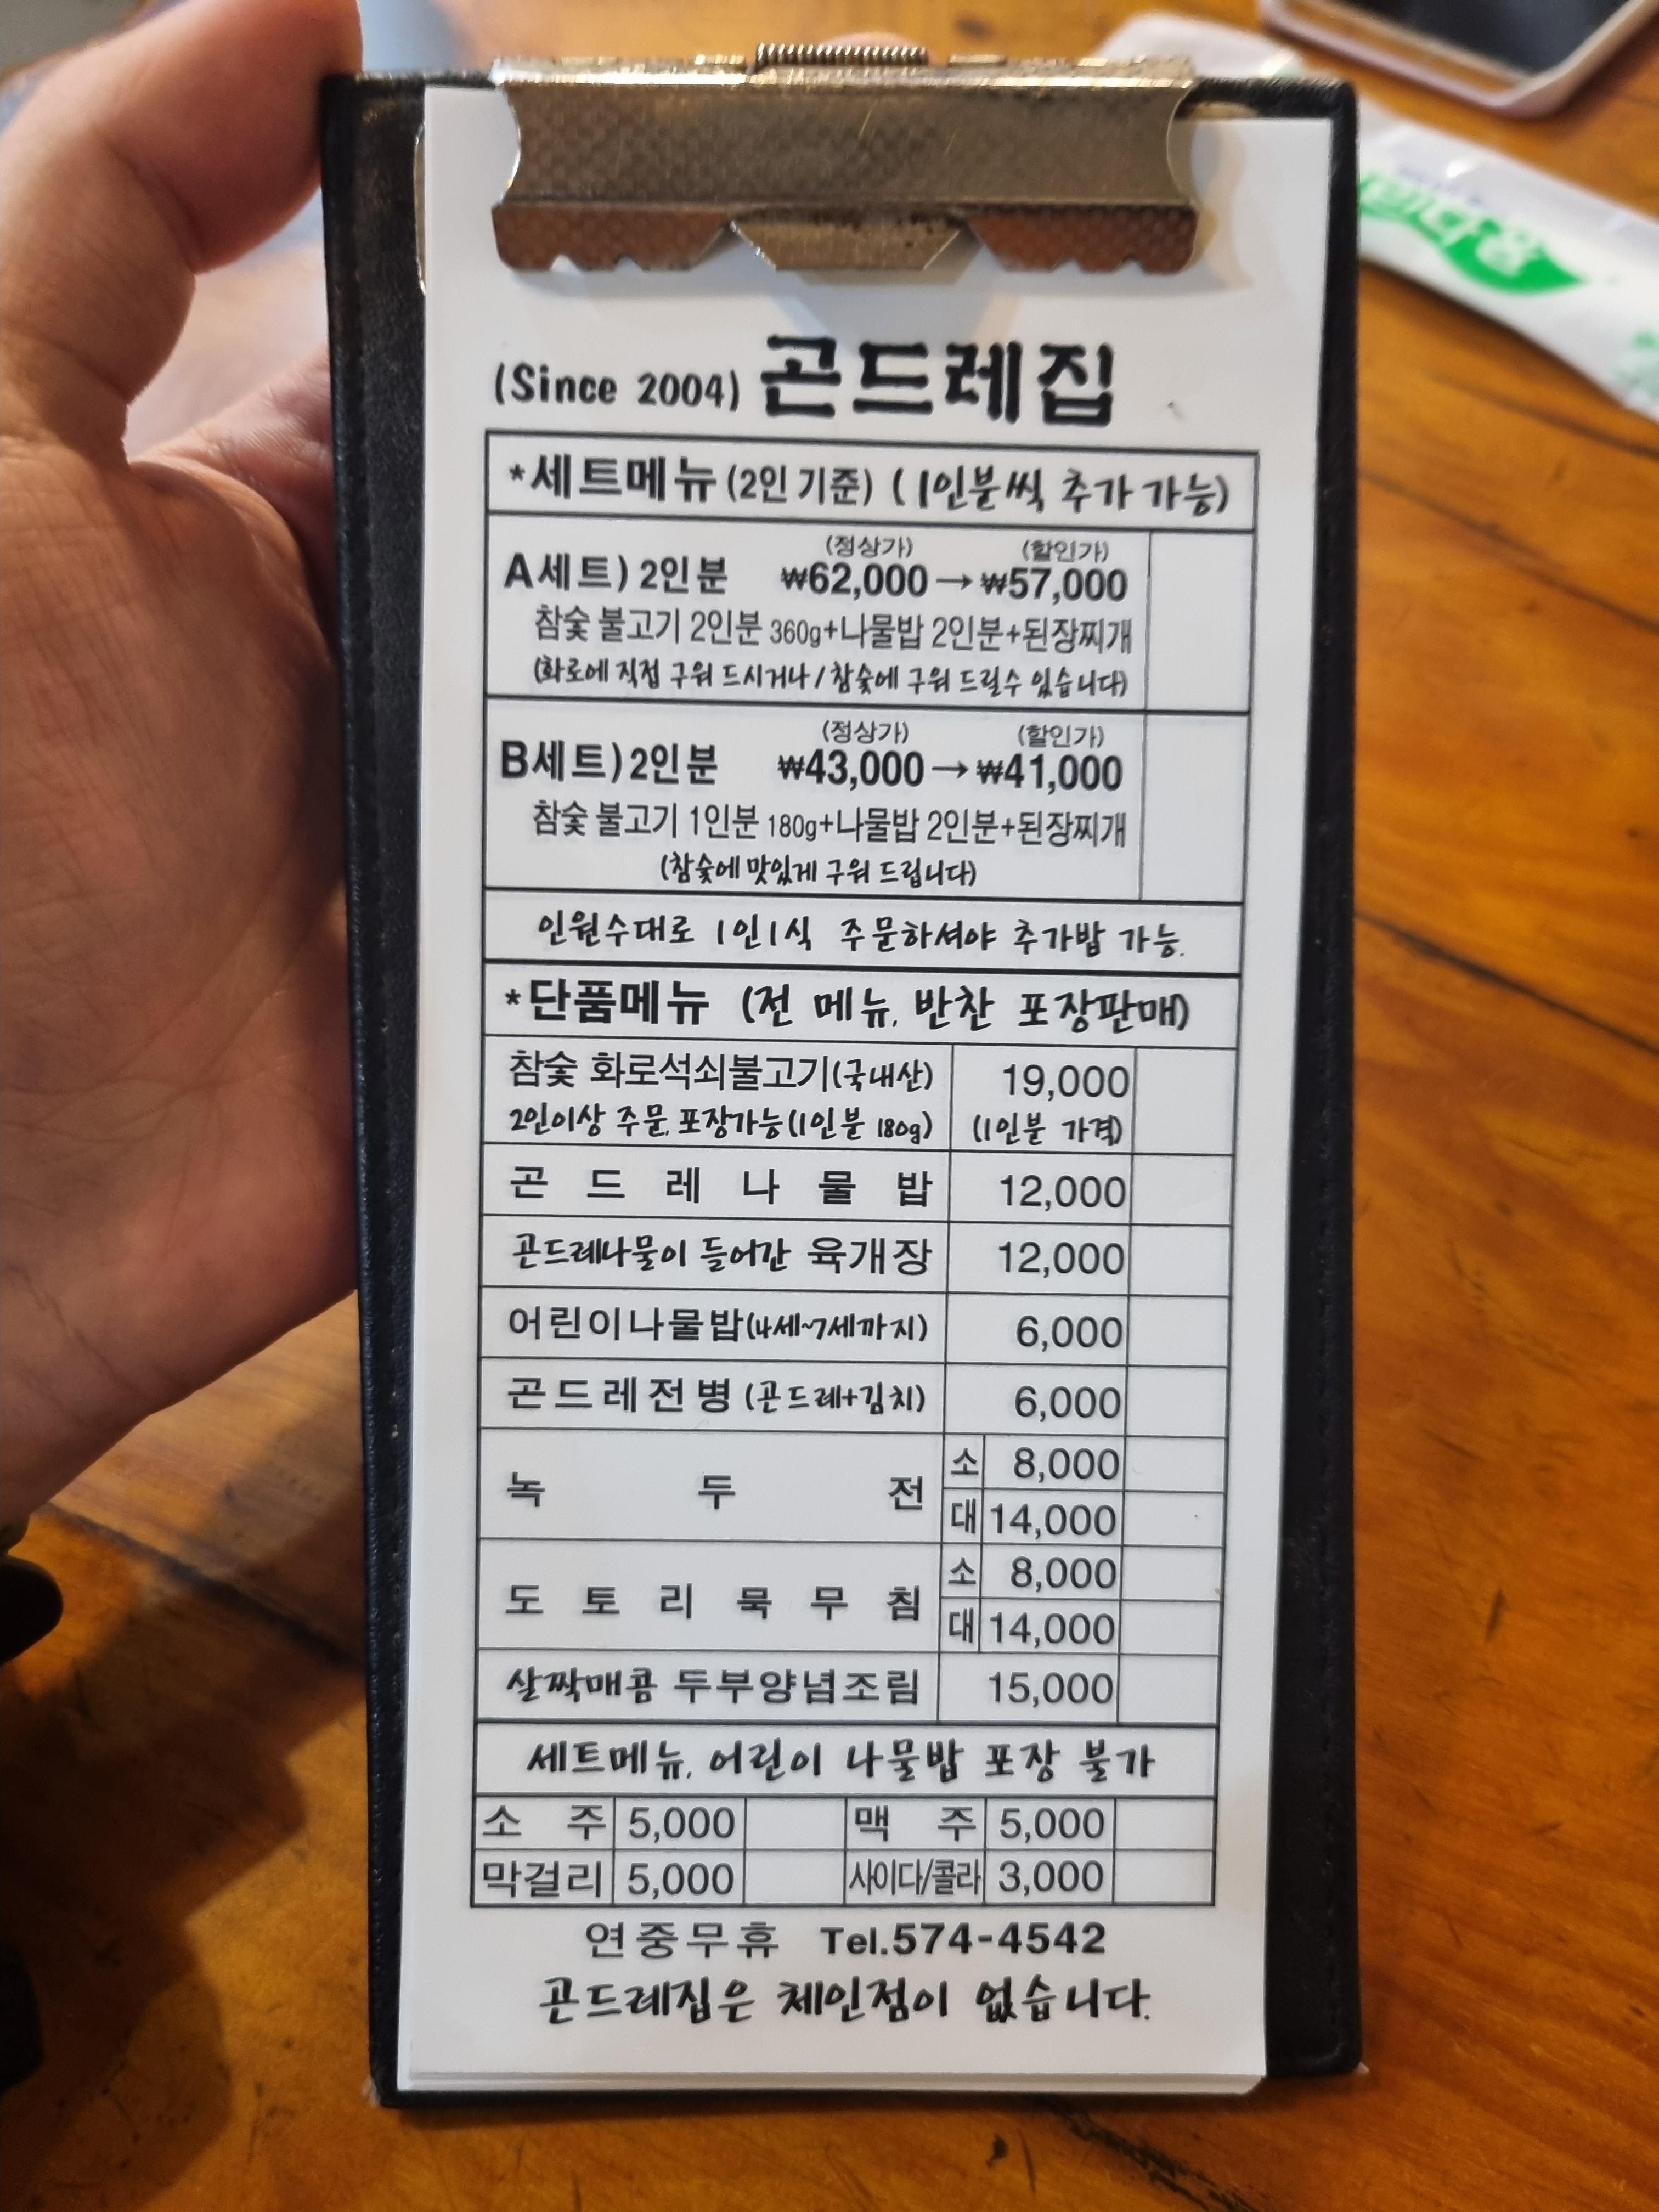 (Since 2004) 곤드레집
*세트메뉴 (2인 기준) (1인분씩 추가 가능)
(정상가) (할인가)
A세트) 2인분 ₩62,000→₩57,000
참숯 불고기 2인분 360g+나물밥 2인분+된장찌개
(화로에 직접 구워 드시거나/참숯에 구워 드릴수 있습니다)
(정상가) (할인가)
B세트) 2인분 ₩43,000→₩41,000
참숯 불고기 1인분 180g+나물밥 2인분+된장찌개
(참숯에 맛있게 구워 드립니다)
인원수대로 1인1식 주문하셔야 추가밥 가능.
*단품메뉴 (전 메뉴, 반찬 포장판매)
참숯 화로석쇠불고기(국내산) 19,000
2인이상 주문, 포장가능(1인분 180g) (1인분 가격)
곤드레나물밥 12,000
곤드레나물이 들어간 육개장 12,000
어린이나물밥(4세~7세까지) 6,000
곤드레전병 (곤드레+김치) 6,000
녹두전 소 8,000
대 14,000
도토리묵무침 소 8,000
대 14,000
살짝매콤 두부양념조림 15,000
세트메뉴, 어린이 나물밥 포장 불가
소주 5,000 맥주 5,000
막걸리 5,000 사이다/콜라 3,000
연중무휴 Tel.574-4542
곤드레집은 체인점이 없습니다.